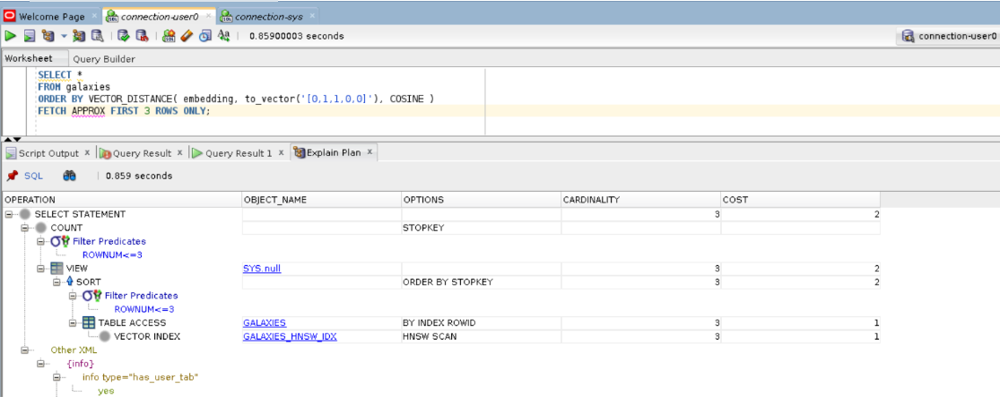 Welcome Page × connection-user0 × connection-sys ×
0.85900003 seconds
connection-user0
Worksheet Query Builder
SELECT *
FROM galaxies
ORDER BY VECTOR_DISTANCE( embedding, to_vector('[0,1,1,0,0]'), COSINE )
FETCH APPROX FIRST 3 ROWS ONLY;
Script Output × Query Result × Query Result 1 × Explain Plan ×
SQL 0.859 seconds
OPERATION OBJECT_NAME OPTIONS CARDINALITY COST
SELECT STATEMENT 3 2
COUNT STOPKEY
Filter Predicates
ROWNUM<=3
VIEW SYS.null 3 2
SORT ORDER BY STOPKEY 3 2
Filter Predicates
ROWNUM<=3
TABLE ACCESS GALAXIES BY INDEX ROWID 3 1
VECTOR INDEX GALAXIES_HNSW_IDX HNSW SCAN 3 1
Other XML
{info}
info type="has_user_tab"
yes